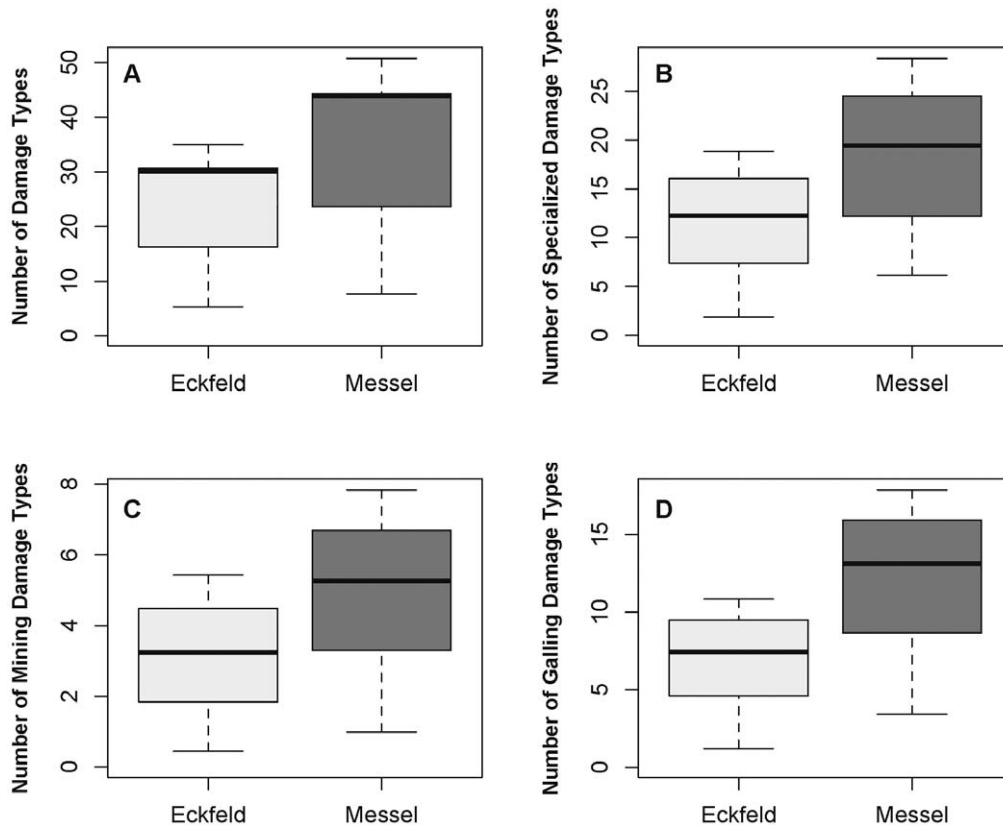 A
Number of Damage Types
50
40
30
20
10
0
Eckfeld Messel
B
Number of Specialized Damage Types
25
20
15
10
5
0
Eckfeld Messel
C
Number of Mining Damage Types
8
6
4
2
0
Eckfeld Messel
D
Number of Galling Damage Types
15
10
5
0
Eckfeld Messel